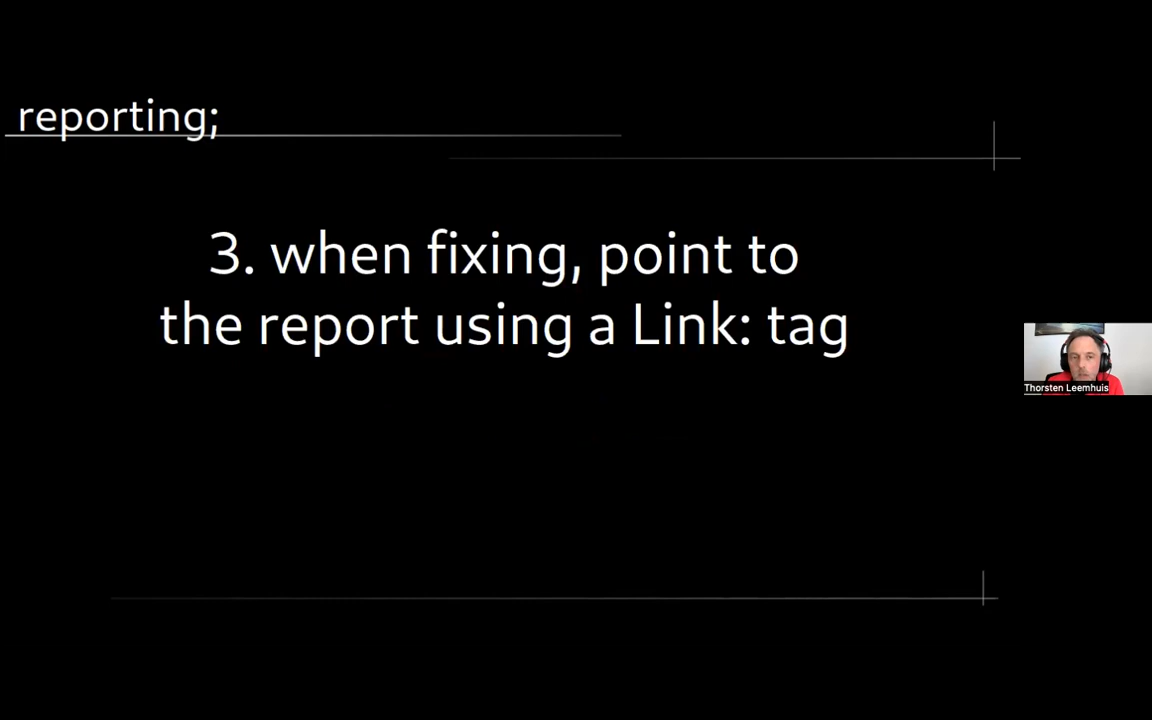 reporting;
3. when fixing, point to
the report using a Link: tag
Thorsten Leemhuis